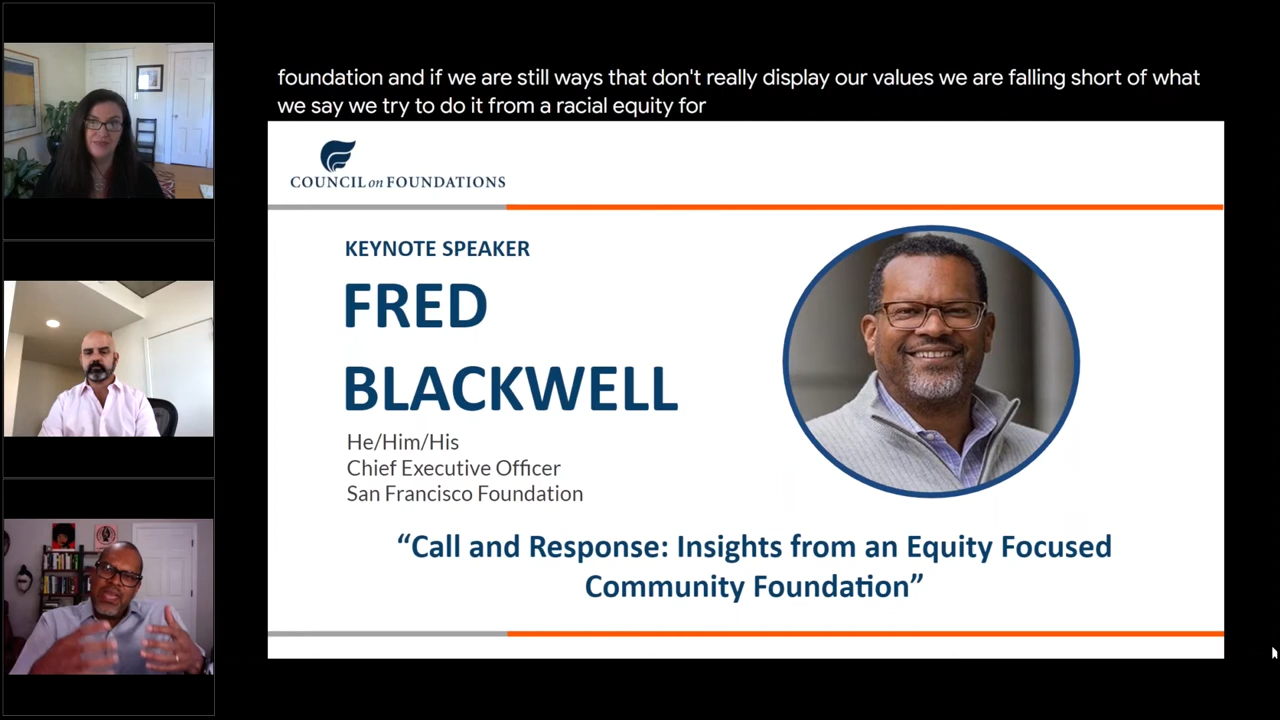 foundation and if we are still ways that don't really display our values we are falling short of what
we say we try to do it from a racial equity for
COUNCIL on FOUNDATIONS
KEYNOTE SPEAKER
FRED
BLACKWELL
He/Him/His
Chief Executive Officer
San Francisco Foundation
“Call and Response: Insights from an Equity Focused
Community Foundation”